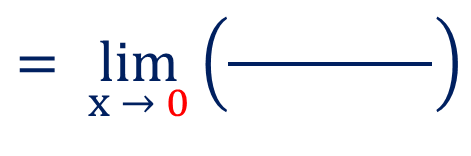 = lim ( )
x → 0